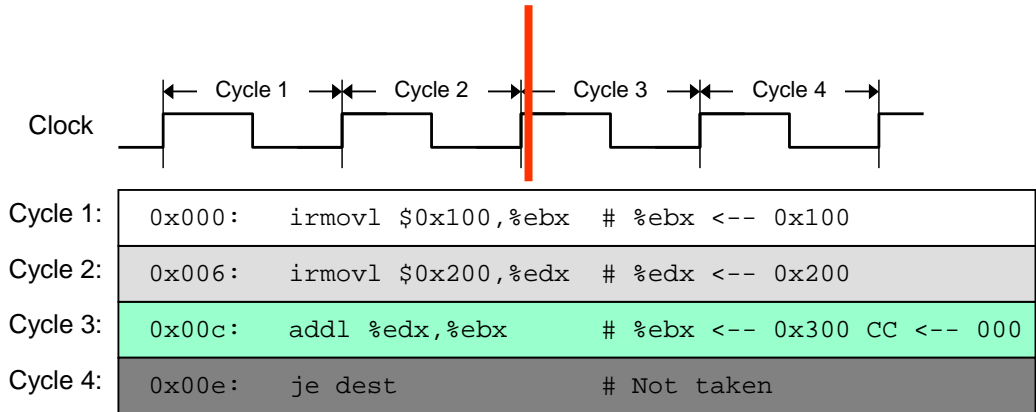 Cycle 1 Cycle 2 Cycle 3 Cycle 4
Clock
Cycle 1: 0x000: irmovl $0x100,%ebx # %ebx <-- 0x100
Cycle 2: 0x006: irmovl $0x200,%edx # %edx <-- 0x200
Cycle 3: 0x00c: addl %edx,%ebx # %ebx <-- 0x300 CC <-- 000
Cycle 4: 0x00e: je dest # Not taken